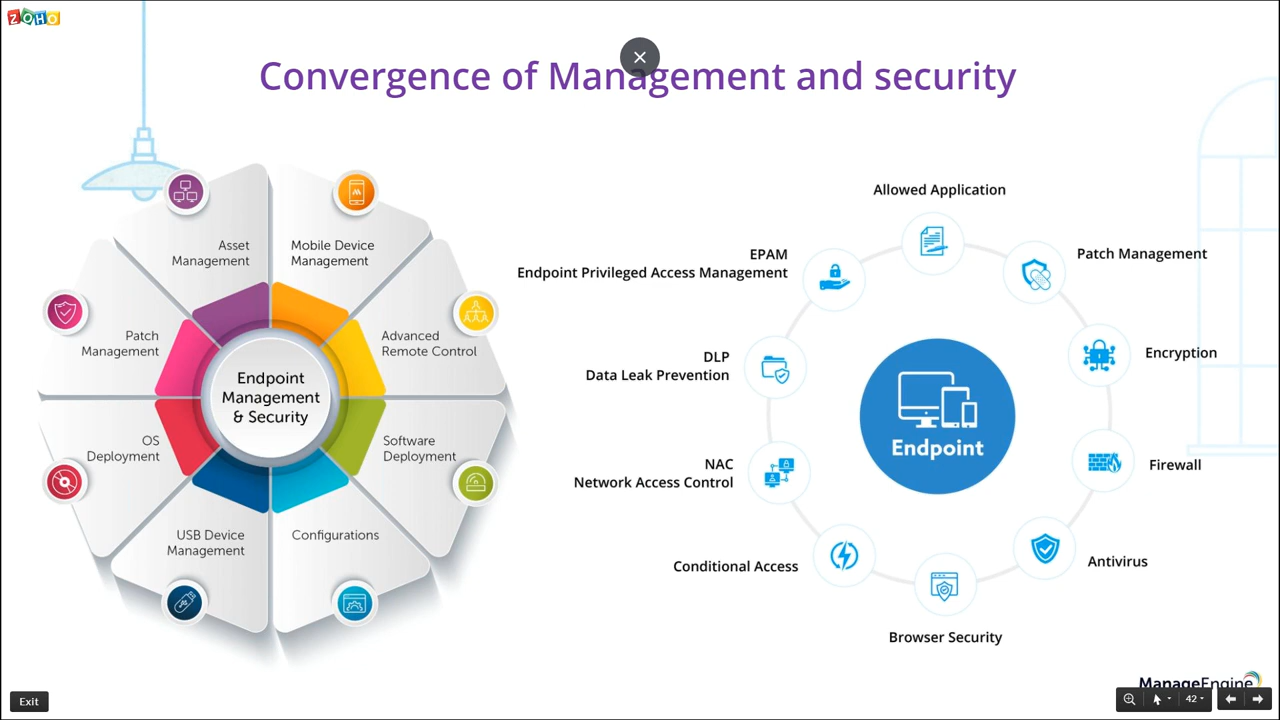 ZOHO
Convergence of Management and security
Asset
Management
Mobile Device
Management
Patch
Management
Advanced
Remote Control
Endpoint
Management
& Security
OS
Deployment
Software
Deployment
USB Device
Management
Configurations
Allowed Application
EPAM
Endpoint Privileged Access Management
Patch Management
DLP
Data Leak Prevention
Encryption
Endpoint
NAC
Network Access Control
Firewall
Conditional Access
Antivirus
Browser Security
ManageEngine
Exit
42